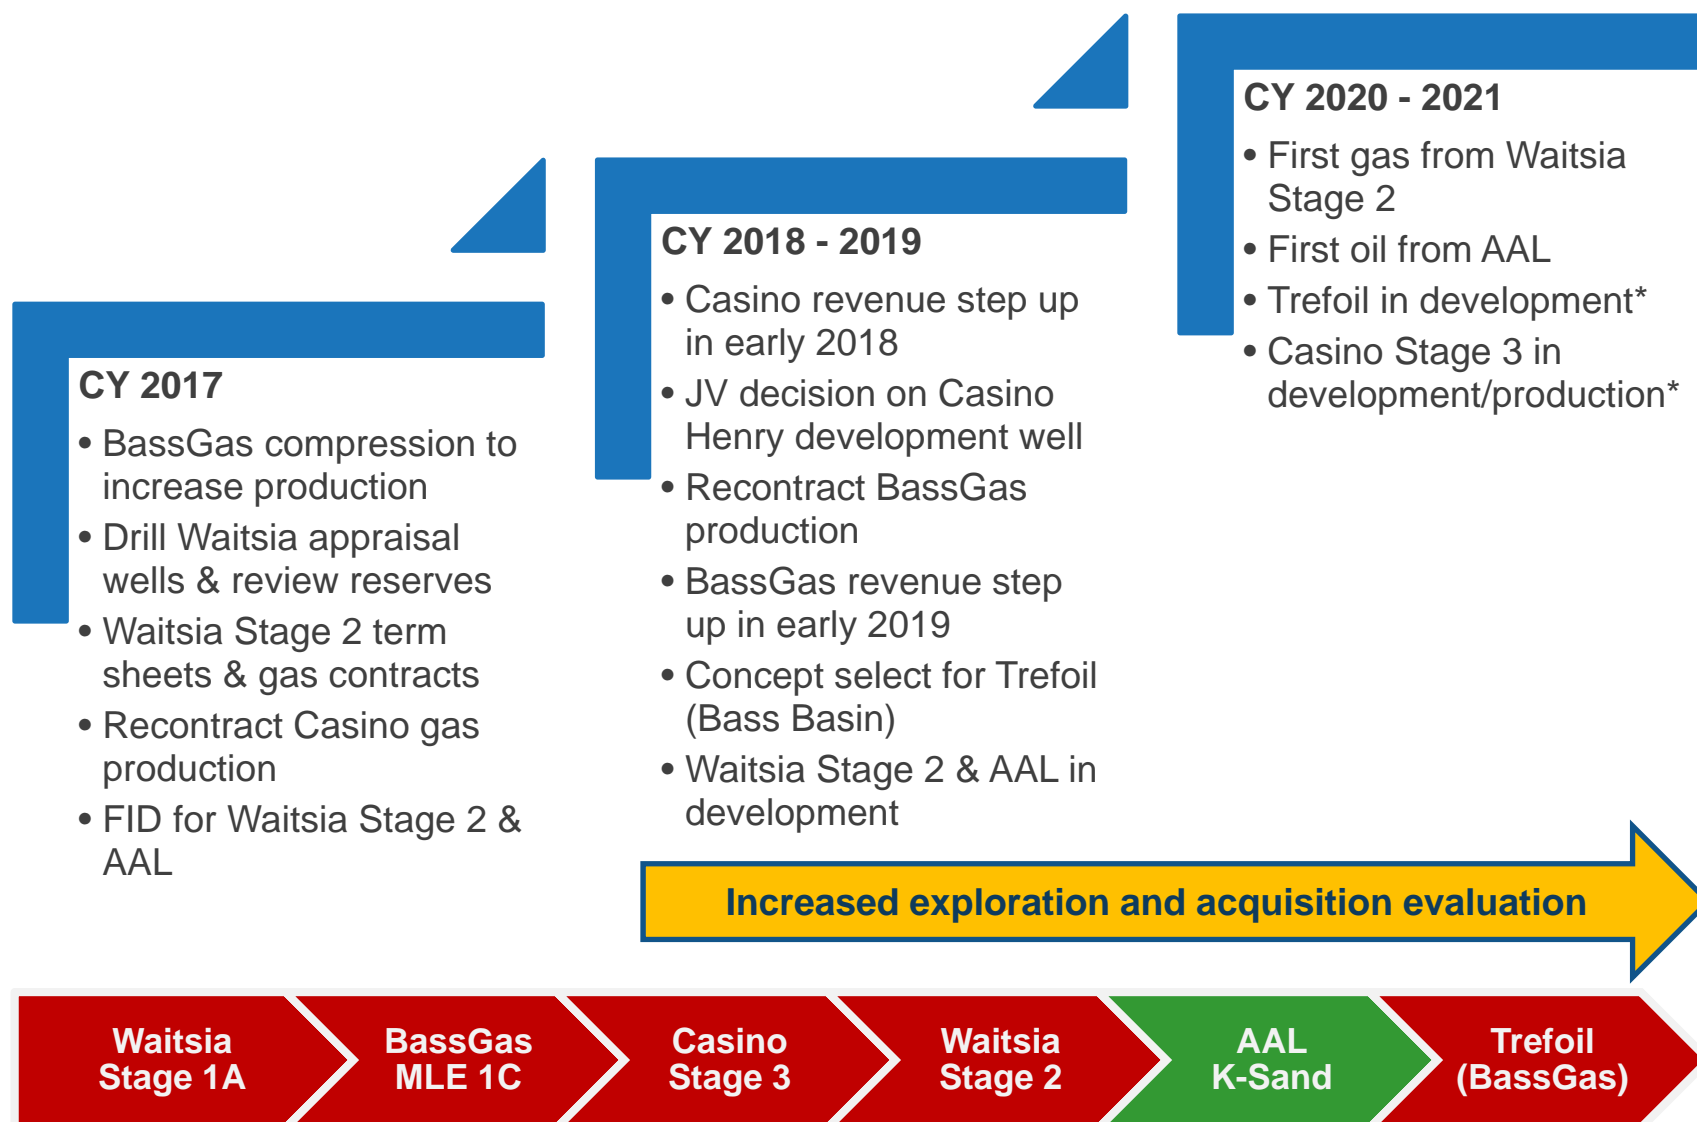 CY 2017
• BassGas compression to
increase production
• Drill Waitsia appraisal
wells & review reserves
• Waitsia Stage 2 term
sheets & gas contracts
• Recontract Casino gas
production
• FID for Waitsia Stage 2 &
AAL
CY 2018 - 2019
• Casino revenue step up
in early 2018
• JV decision on Casino
Henry development well
• Recontract BassGas
production
• BassGas revenue step
up in early 2019
• Concept select for Trefoil
(Bass Basin)
• Waitsia Stage 2 & AAL in
development
CY 2020 - 2021
• First gas from Waitsia
Stage 2
• First oil from AAL
• Trefoil in development*
• Casino Stage 3 in
development/production*
Increased exploration and acquisition evaluation
Waitsia
Stage 1A
BassGas
MLE 1C
Casino
Stage 3
Waitsia
Stage 2
AAL
K-Sand
Trefoil
(BassGas)